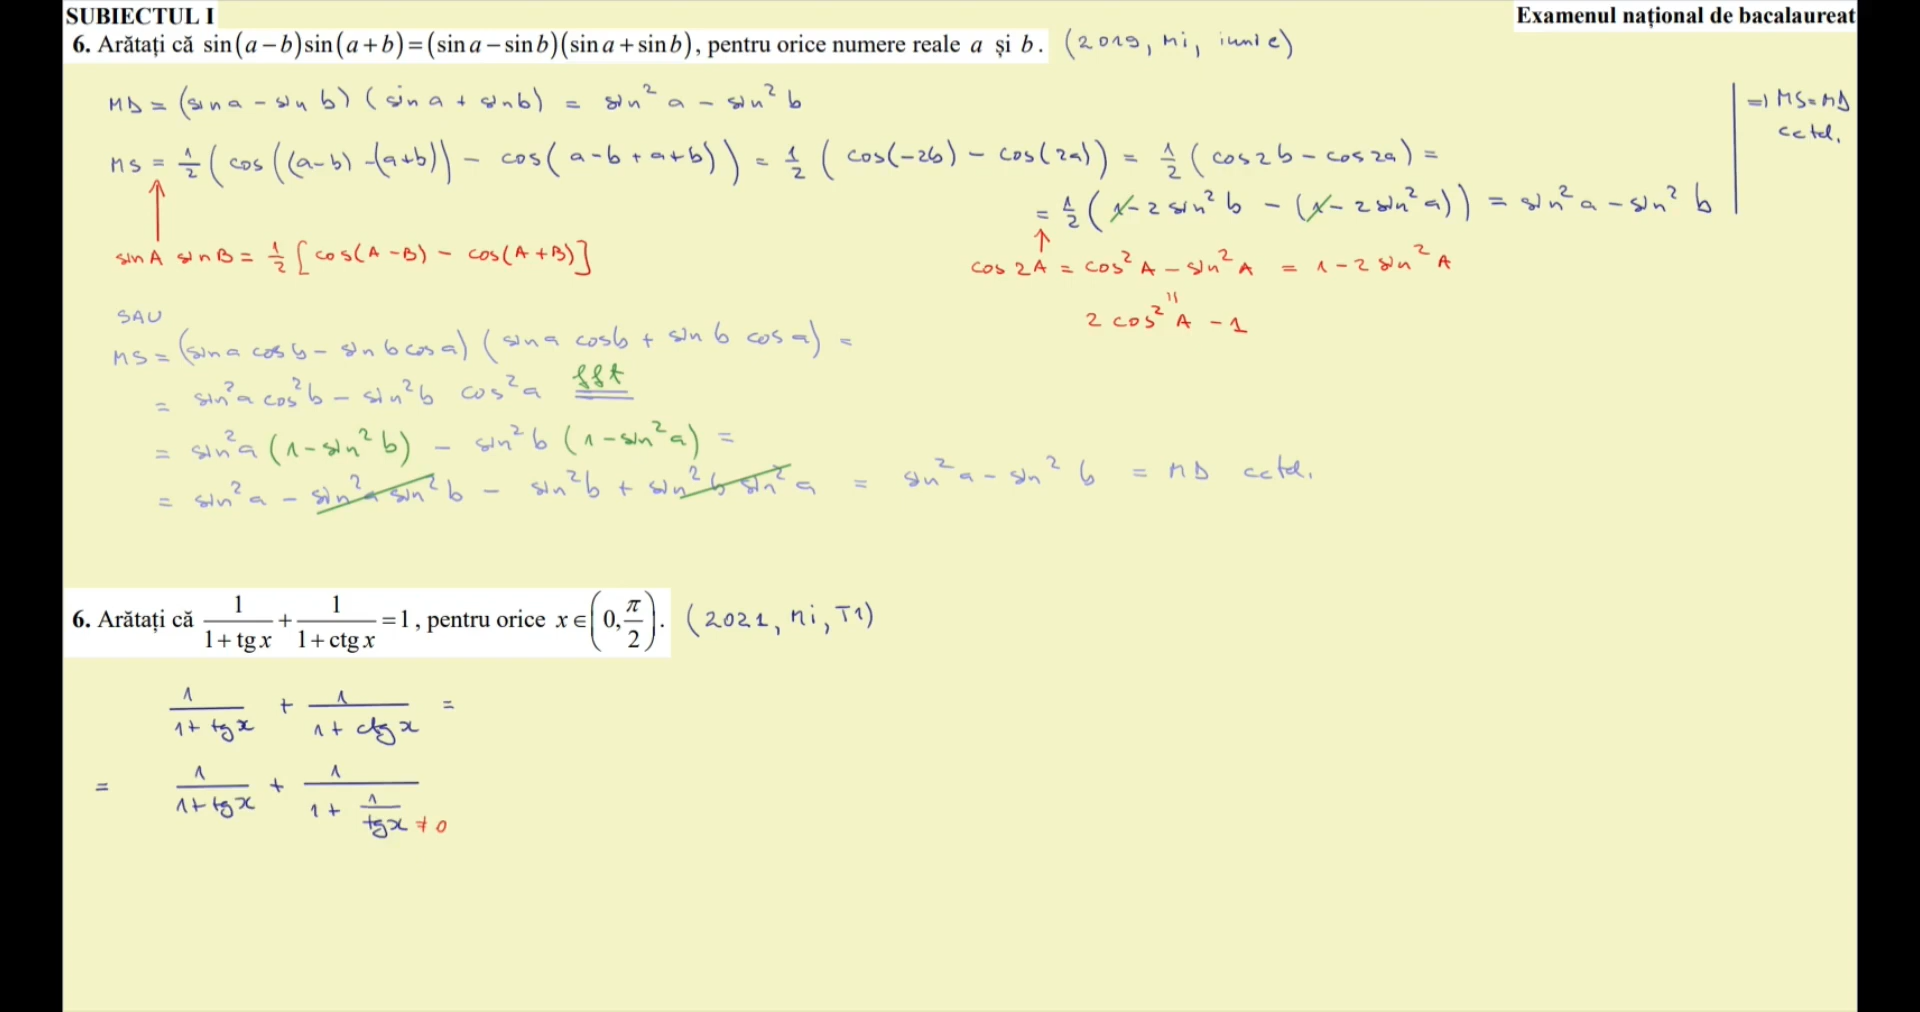 SUBIECTUL I
Examenul național de bacalaureat
6. Arătați că sin(a−b)sin(a+b)=(sin a−sin b)(sin a+sin b), pentru orice numere reale a și b. (2019, Mi, iunie)
MD = (sin a − sin b) (sin a + sin b) = sin² a − sin² b
=) MS=MD
cctd.
MS = 1/2 (cos((a−b) −(a+b)) − cos(a−b+a+b)) = 1/2 (cos(−2b) − cos(2a)) = 1/2 (cos 2b − cos 2a) =
= 1/2 (1−2 sin² b − (1−2 sin² a)) = sin² a − sin² b
sin A sin B = 1/2 [cos(A−B) − cos(A+B)]
cos 2A = cos² A − sin² A = 1−2 sin² A
"
2 cos² A − 1
SAU
MS = (sin a cos b − sin b cos a) (sin a cos b + sin b cos a) =
= sin² a cos² b − sin² b cos² a fft
= sin² a (1−sin² b) − sin² b (1−sin² a) =
= sin² a − sin² a sin² b − sin² b + sin² b sin² a = sin² a − sin² b = MD cctd.
6. Arătați că 1/(1+tg x) + 1/(1+ctg x) = 1, pentru orice x∈(0, π/2). (2021, Mi, T1)
1/(1+tg x) + 1/(1+ctg x) =
= 1/(1+tg x) + 1/(1+ 1/tg x) ≠ 0